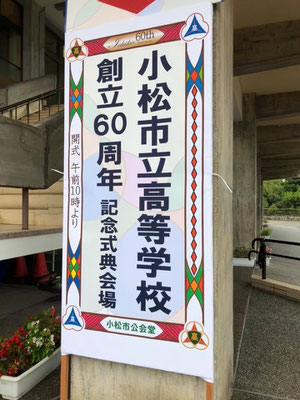 60th
小松市立高等学校
創立60周年 記念式典会場
開式 午前10時より
小松市公会堂